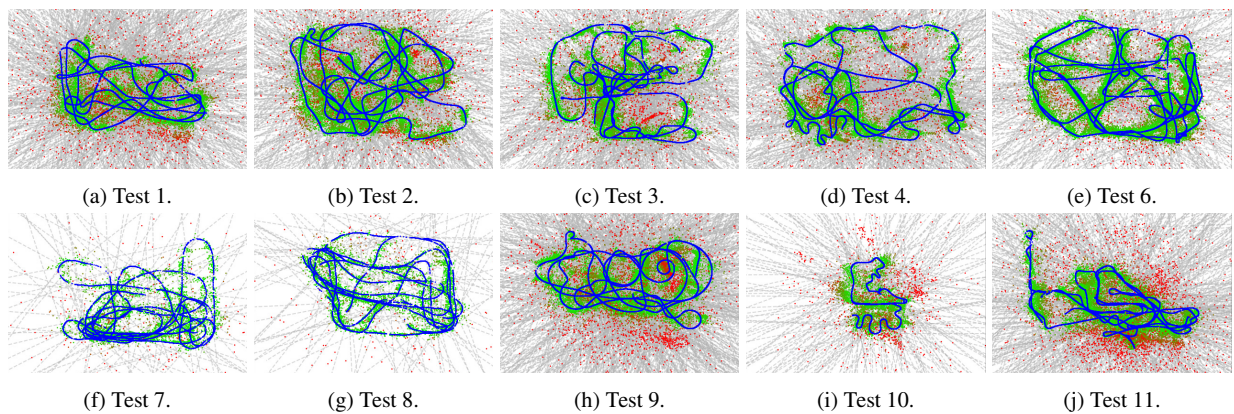 (a) Test 1. (b) Test 2. (c) Test 3. (d) Test 4. (e) Test 6.
(f) Test 7. (g) Test 8. (h) Test 9. (i) Test 10. (j) Test 11.